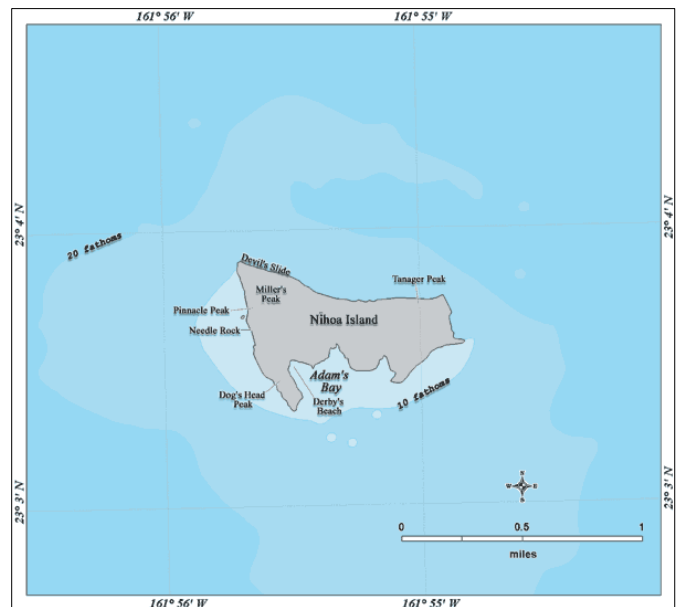 161° 56' W
161° 55' W
23° 4' N
23° 4' N
20 fathoms
Devil's Slide
Tanager Peak
Miller's
Peak
Pinnacle Peak
Nihoa Island
Needle Rock
Adam's
Bay
Dog's Head
Peak
Derby's
Beach
10 fathoms
N
W
E
S
23° 3' N
23° 3' N
0
0.5
1
miles
161° 56' W
161° 55' W